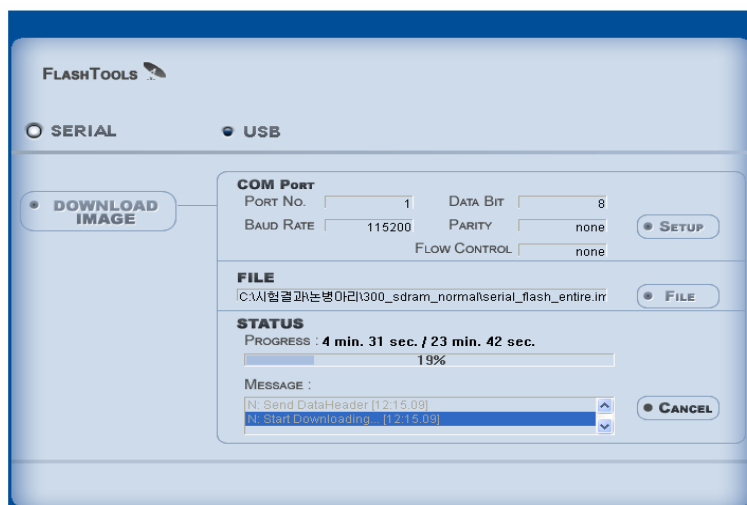 FLASHTOOLS
SERIAL USB
DOWNLOAD IMAGE
COM PORT
PORT NO. 1 DATA BIT 8
BAUD RATE 115200 PARITY none
SETUP
FLOW CONTROL none
FILE
C:\시험결과\논병아리\300_sdram_normal\serial_flash_entire.im
FILE
STATUS
PROGRESS : 4 min. 31 sec. / 23 min. 42 sec.
19%
MESSAGE :
N: Send DataHeader [12:15.09]
N: Start Downloading... [12:15.09]
CANCEL